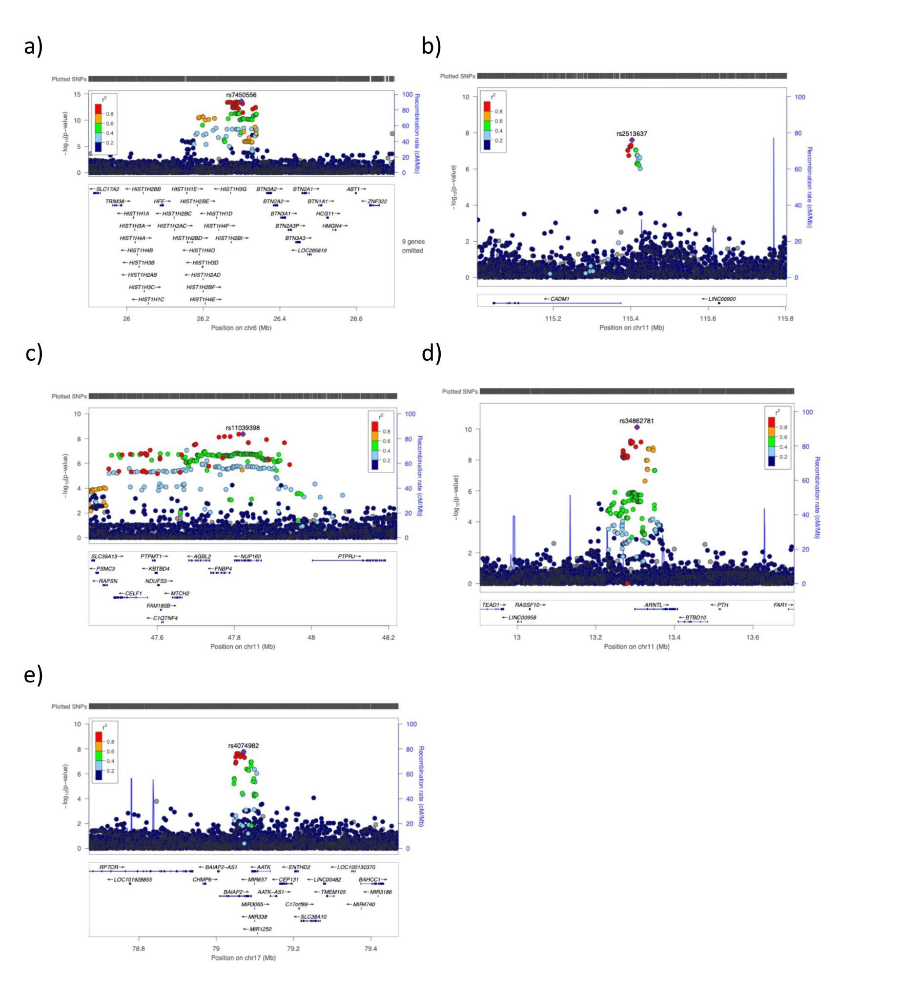 a)
Plotted SNPs
rs7450556
r2
0.8
0.6
0.4
0.2
15
10
5
0
−log10(p−value)
100
80
60
40
20
0
Recombination rate (cM/Mb)
←SLC17A2 ←HIST1H2BB HIST1H1E→ ←HIST1H3G BTN3A2→ BTN2A1→ ABT1→
TRIM38→ HFE→ HIST1H2BE→ BTN2A2→ BTN1A1→ ←ZNF322
←HIST1H1A ←HIST1H2BC ←HIST1H1D BTN3A1→ HCG11→
HIST1H3A→ HIST1H2AC→ HIST1H4F→ BTN2A3P→ HMGN4→
HIST1H4A→ HIST1H2BD→ HIST1H2BI→ BTN3A3→
←HIST1H4B ←HIST1H4D ←LOC285819
←HIST1H3B ←HIST1H3D
←HIST1H2AB ←HIST1H2AD
HIST1H3C→ HIST1H2BF→
←HIST1H1C HIST1H4E→
9 genes
omitted
26 26.2 26.4 26.6
Position on chr6 (Mb)
b)
Plotted SNPs
rs2513637
r2
0.8
0.6
0.4
0.2
10
8
6
4
2
0
−log10(p−value)
100
80
60
40
20
0
Recombination rate (cM/Mb)
←CADM1 ←LINC00900
115.2 115.4 115.6 115.8
Position on chr11 (Mb)
c)
Plotted SNPs
rs11039398
r2
0.8
0.6
0.4
0.2
10
8
6
4
2
0
−log10(p−value)
100
80
60
40
20
0
Recombination rate (cM/Mb)
SLC39A13→ PTPMT1→ ←AGBL2 ←NUP160 PTPRJ→
←PSMC3 ←KBTBD4 ←FNBP4
←RAPSN NDUFS3→
←CELF1 ←MTCH2
FAM180B→
←C1QTNF4
47.6 47.8 48 48.2
Position on chr11 (Mb)
d)
Plotted SNPs
rs34862781
r2
0.8
0.6
0.4
0.2
10
8
6
4
2
0
−log10(p−value)
100
80
60
40
20
0
Recombination rate (cM/Mb)
TEAD1→ RASSF10→ ARNTL→ ←PTH FAR1→
←LINC00958 ←BTBD10
13 13.2 13.4 13.6
Position on chr11 (Mb)
e)
Plotted SNPs
rs4074982
r2
0.8
0.6
0.4
0.2
10
8
6
4
2
0
−log10(p−value)
100
80
60
40
20
0
Recombination rate (cM/Mb)
RPTOR→ ←BAIAP2−AS1 ←AATK ←ENTHD2 ←LOC100130370
←LOC101928855 CHMP6→ ←MIR657 ←CEP131 ←LINC00482 BAHCC1→
BAIAP2→ AATK−AS1→ ←TMEM105 ←MIR3186
MIR3065→ C17orf89→ ←MIR4740
←MIR338 ←SLC38A10
←MIR1250
78.8 79 79.2 79.4
Position on chr17 (Mb)